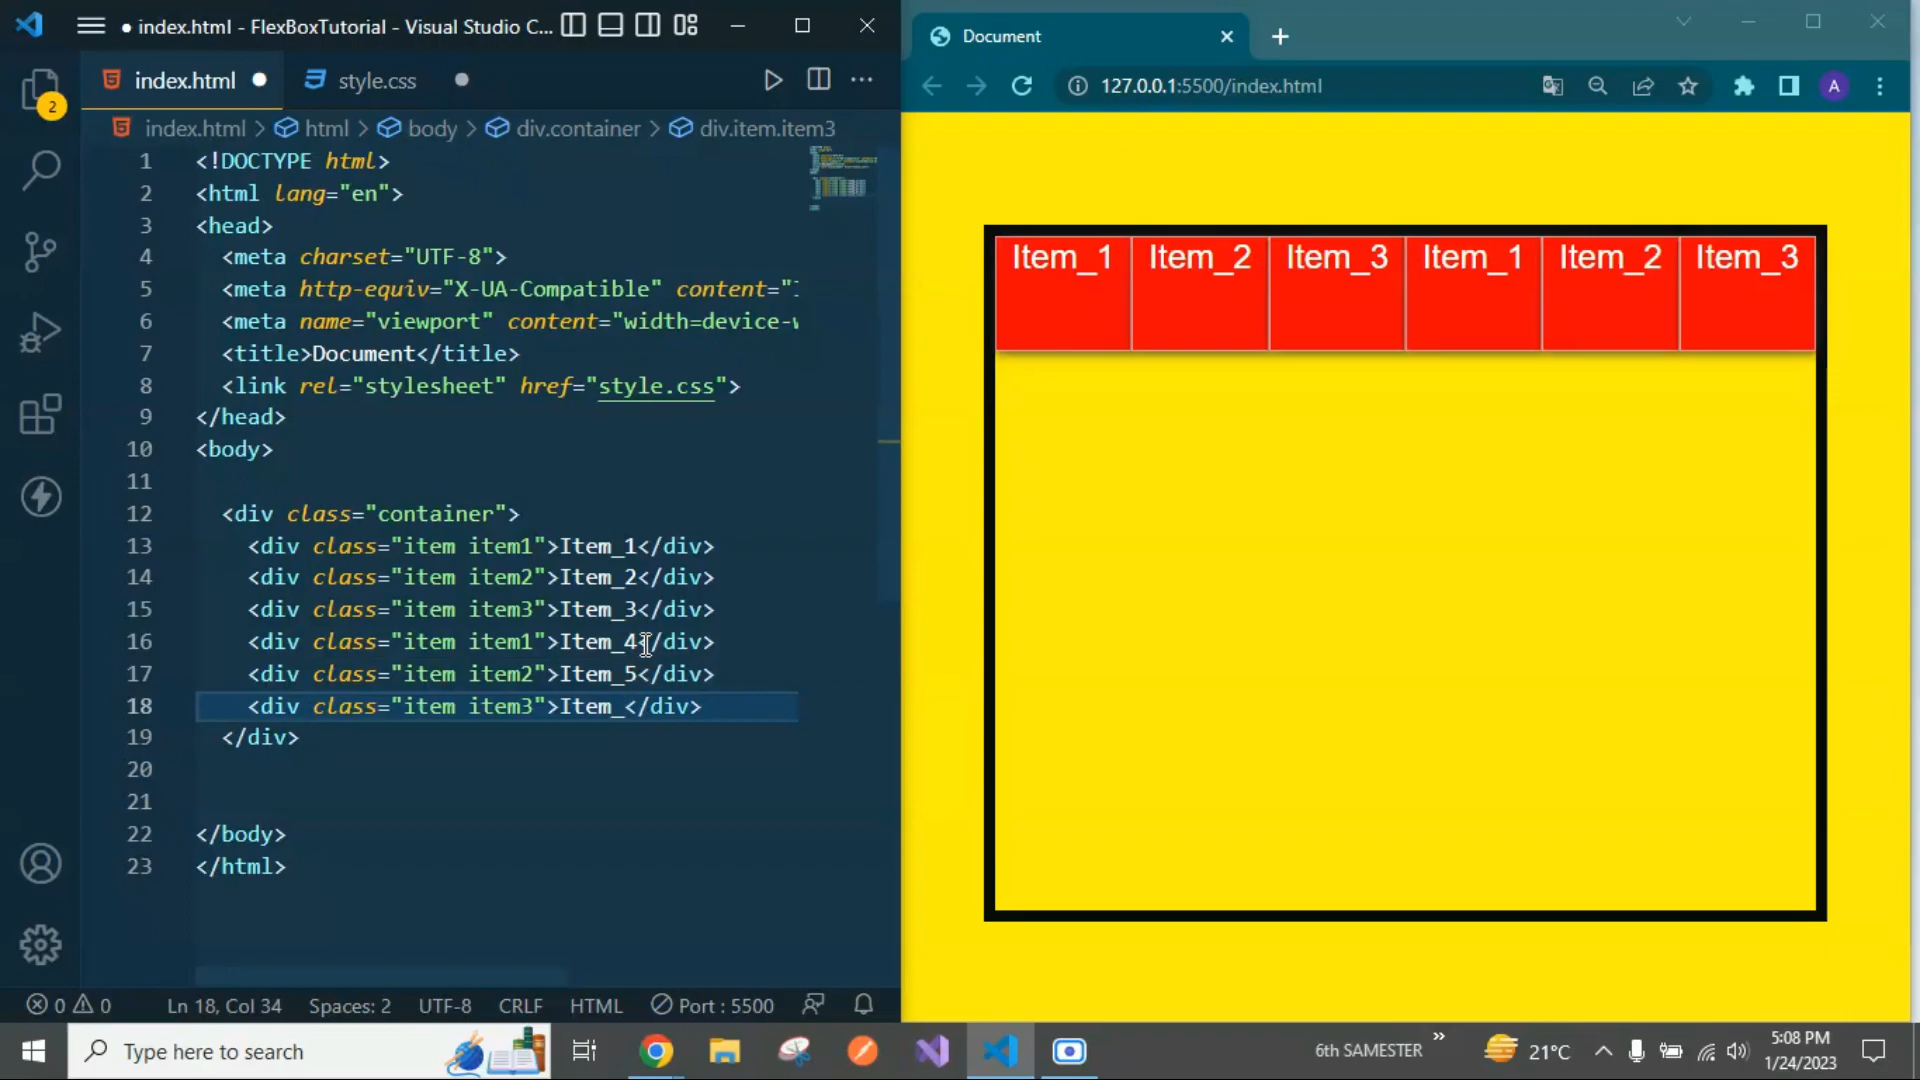 ● index.html - FlexBoxTutorial - Visual Studio C...
index.html ● style.css ●
index.html > html > body > div.container > div.item.item3
2
1 <!DOCTYPE html>
2 <html lang="en">
3 <head>
4 <meta charset="UTF-8">
5 <meta http-equiv="X-UA-Compatible" content="
6 <meta name="viewport" content="width=device-
7 <title>Document</title>
8 <link rel="stylesheet" href="style.css">
9 </head>
10 <body>
11
12 <div class="container">
13 <div class="item item1">Item_1</div>
14 <div class="item item2">Item_2</div>
15 <div class="item item3">Item_3</div>
16 <div class="item item1">Item_4</div>
17 <div class="item item2">Item_5</div>
18 <div class="item item3">Item_</div>
19 </div>
20
21
22 </body>
23 </html>
0 0 Ln 18, Col 34 Spaces: 2 UTF-8 CRLF HTML Port : 5500
Document
127.0.0.1:5500/index.html
A
Item_1 Item_2 Item_3 Item_1 Item_2 Item_3
Type here to search
6th SAMESTER
»
21°C
5:08 PM
1/24/2023